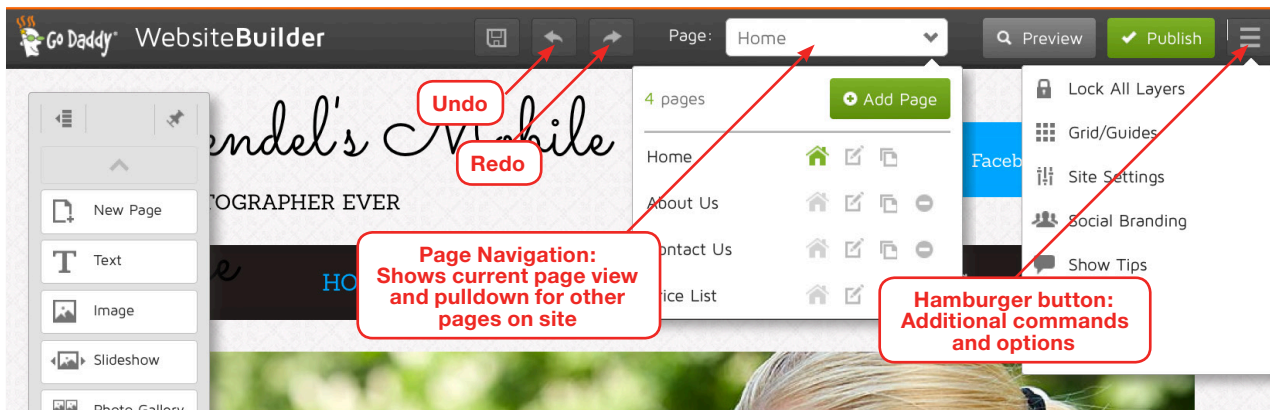 Go Daddy WebsiteBuilder
Page: Home
Preview
Publish
Undo
Redo
4 pages
Add Page
Home
About Us
Contact Us
Price List
Lock All Layers
Grid/Guides
Site Settings
Social Branding
Show Tips
endel's Mobile
OGRAPHER EVER
Faceb
HO
New Page
Text
Image
Slideshow
Photo Gallery
Page Navigation:
Shows current page view
and pulldown for other
pages on site
Hamburger button:
Additional commands
and options